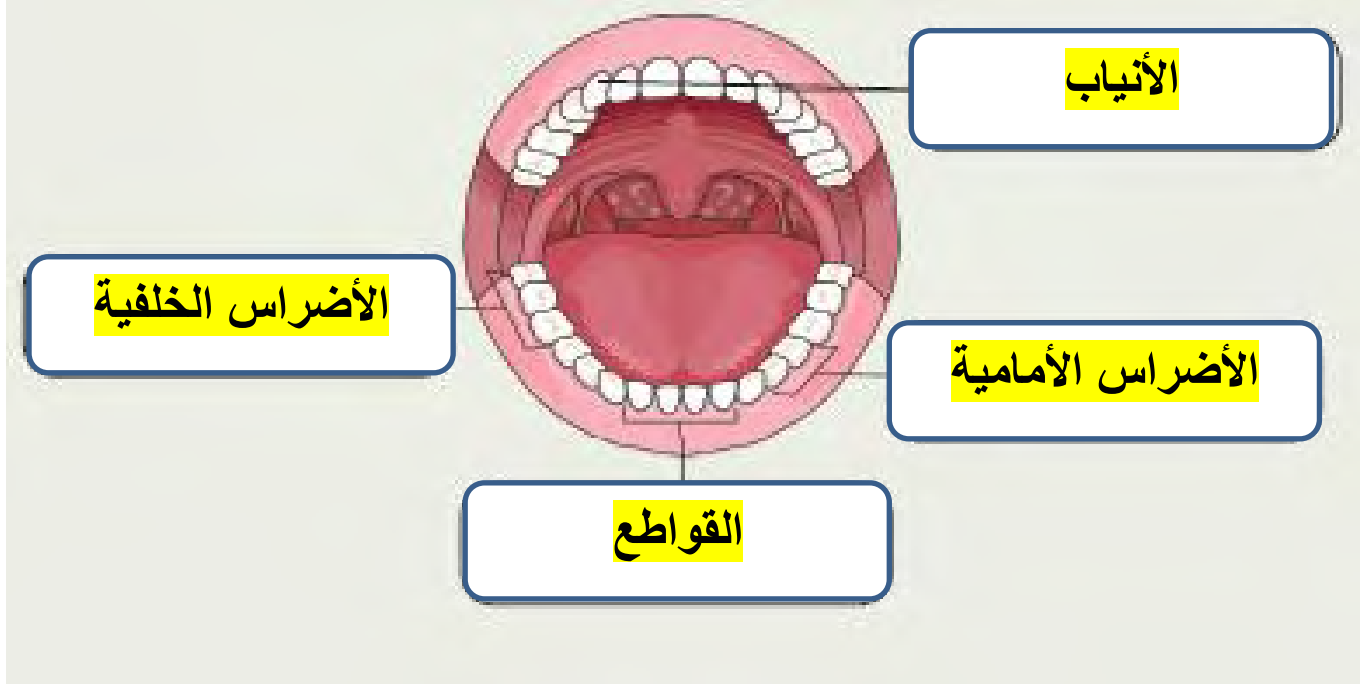 الأنياب
الأضراس الخلفية
الأضراس الأمامية
القواطع